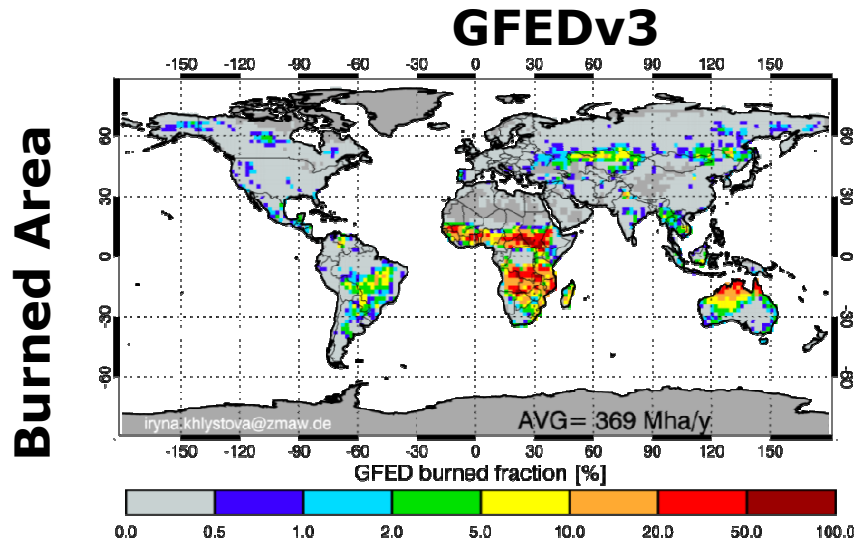 GFEDv3
-150 -120 -90 -60 -30 0 30 60 90 120 150
Burned Area
60 60
30 30
0 0
-30 -30
-60 -60
iryna.khlystova@zmaw.de
AVG= 369 Mha/y
-150 -120 -90 -60 -30 0 30 60 90 120 150
GFED burned fraction [%]
0.0 0.5 1.0 2.0 5.0 10.0 20.0 50.0 100.0